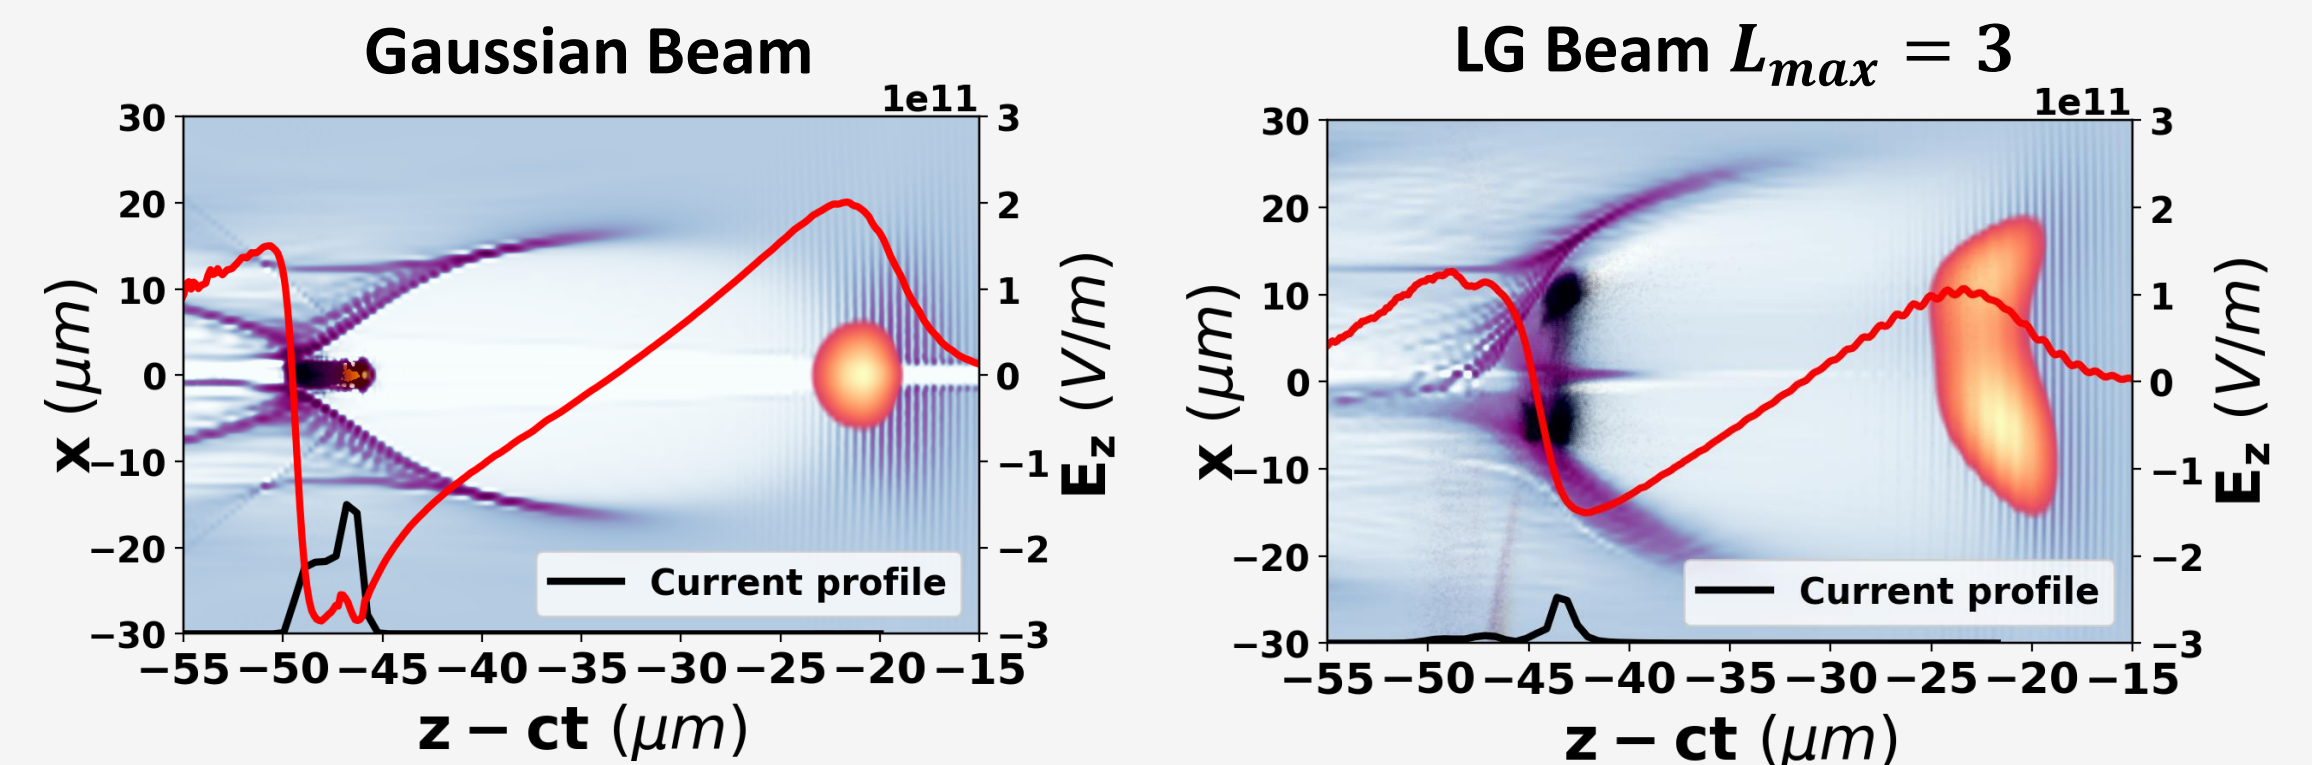 Gaussian Beam
1e11
30
20
10
0
−10
−20
−30
x (μm)
3
2
1
0
−1
−2
−3
E_z (V/m)
Current profile
−55 −50 −45 −40 −35 −30 −25 −20 −15
z − ct (μm)
LG Beam L_max = 3
1e11
30
20
10
0
−10
−20
−30
x (μm)
3
2
1
0
−1
−2
−3
E_z (V/m)
Current profile
−55 −50 −45 −40 −35 −30 −25 −20 −15
z − ct (μm)